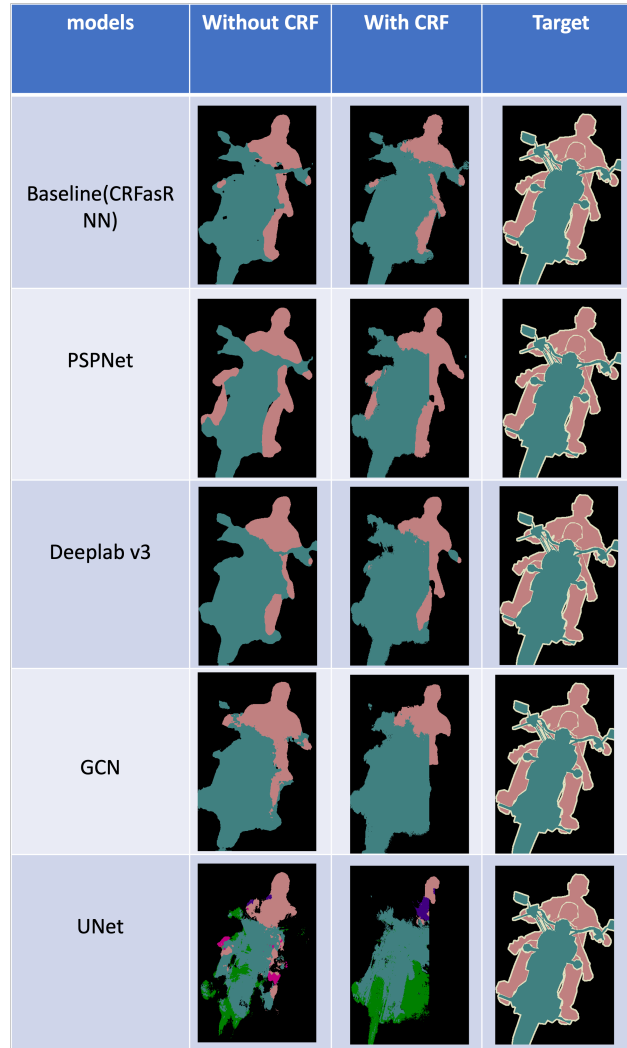 models Without CRF With CRF Target
Baseline(CRFasR
NN)
PSPNet
Deeplab v3
GCN
UNet